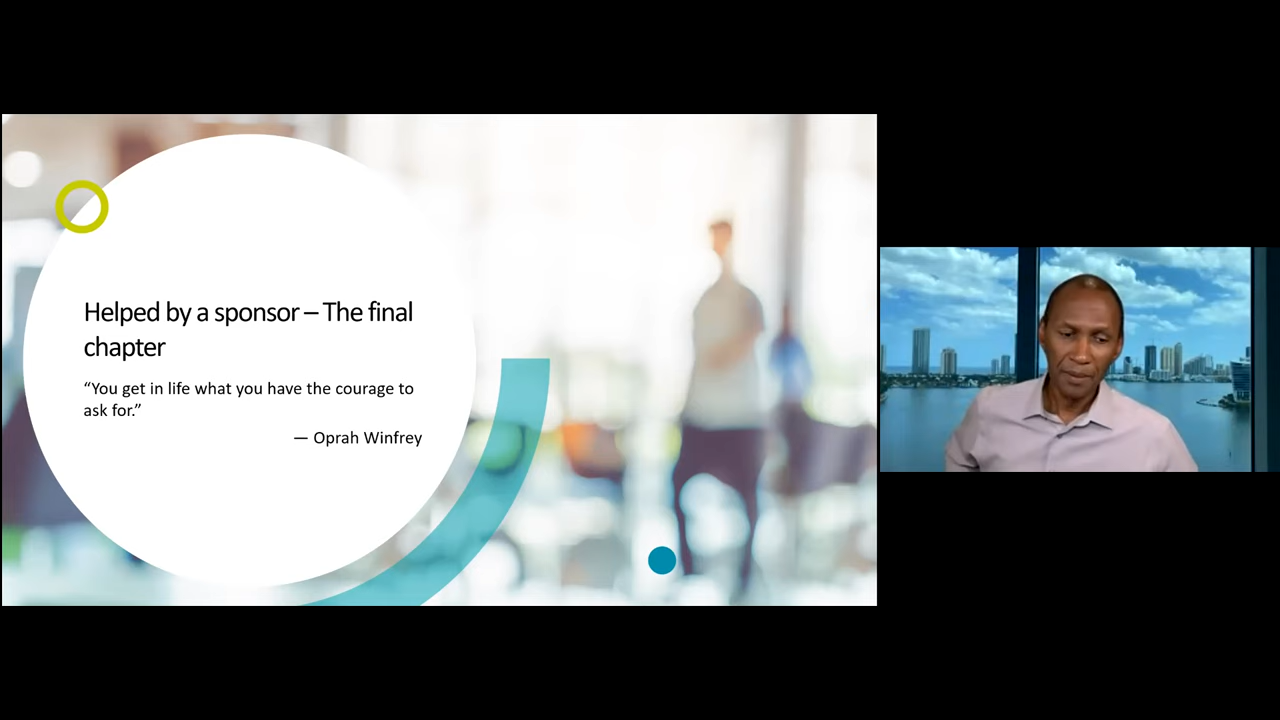 Helped by a sponsor – The final
chapter
“You get in life what you have the courage to
ask for.”
— Oprah Winfrey